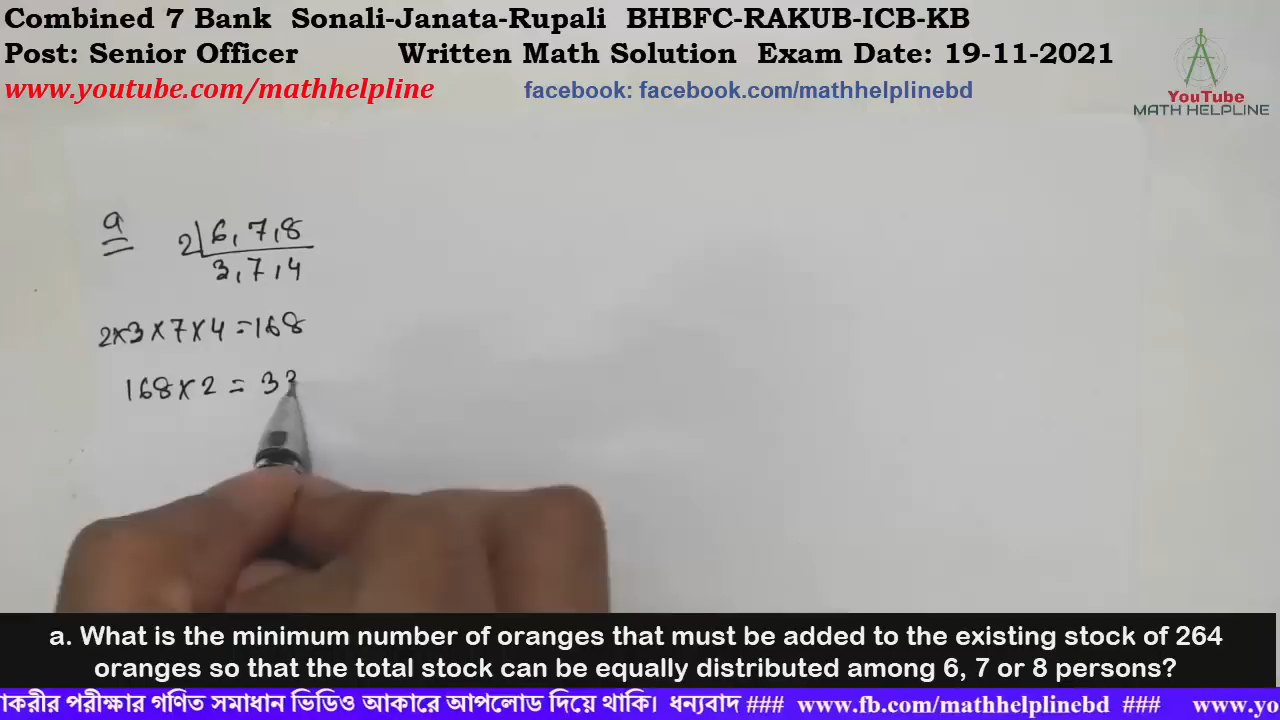 Combined 7 Bank Sonali-Janata-Rupali BHBFC-RAKUB-ICB-KB
Post: Senior Officer Written Math Solution Exam Date: 19-11-2021
www.youtube.com/mathhelpline facebook: facebook.com/mathhelplinebd
YouTube
MATH HELPLINE
a
2 6, 7, 8
3, 7, 4
2×3×7×4=168
168×2=33
a. What is the minimum number of oranges that must be added to the existing stock of 264
oranges so that the total stock can be equally distributed among 6, 7 or 8 persons?
াকরীর পরীক্ষার গণিত সমাধান ভিডিও আকারে আপলোড দিয়ে থাকি। ধন্যবাদ ### www.fb.com/mathhelplinebd ### www.yo